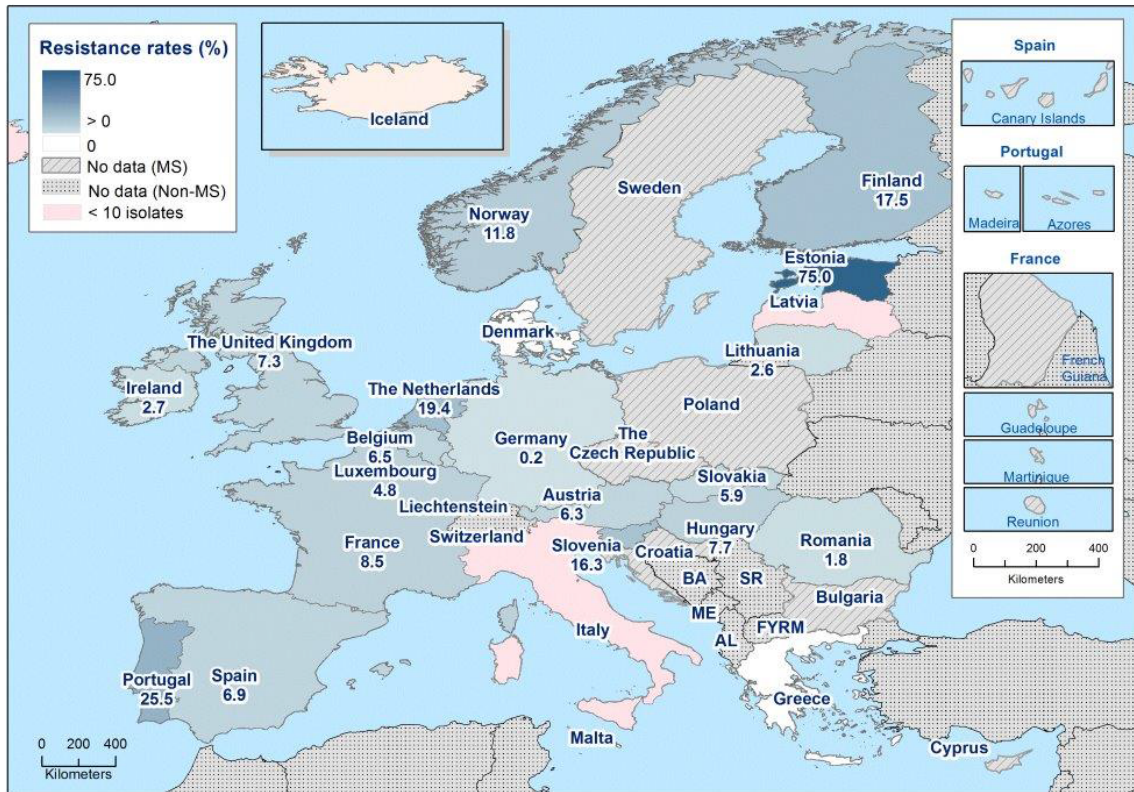 Resistance rates (%)
75.0
> 0
0
No data (MS)
No data (Non-MS)
< 10 isolates
Iceland
Spain
Canary Islands
Portugal
Madeira
Azores
France
French
Guiana
Guadeloupe
Martinique
Reunion
0 200 400
Kilometers
Sweden
Finland
17.5
Norway
11.8
Estonia
75.0
Latvia
Denmark
Lithuania
2.6
The United Kingdom
7.3
Ireland
2.7
The Netherlands
19.4
Poland
Belgium
6.5
Germany
0.2
The
Czech Republic
Luxembourg
4.8
Slovakia
5.9
Liechtenstein
Austria
6.3
Switzerland
Hungary
7.7
France
8.5
Slovenia
16.3
Croatia
Romania
1.8
BA
SR
Bulgaria
ME
FYRM
AL
Italy
Portugal
25.5
Spain
6.9
Greece
Malta
Cyprus
0 200 400
Kilometers